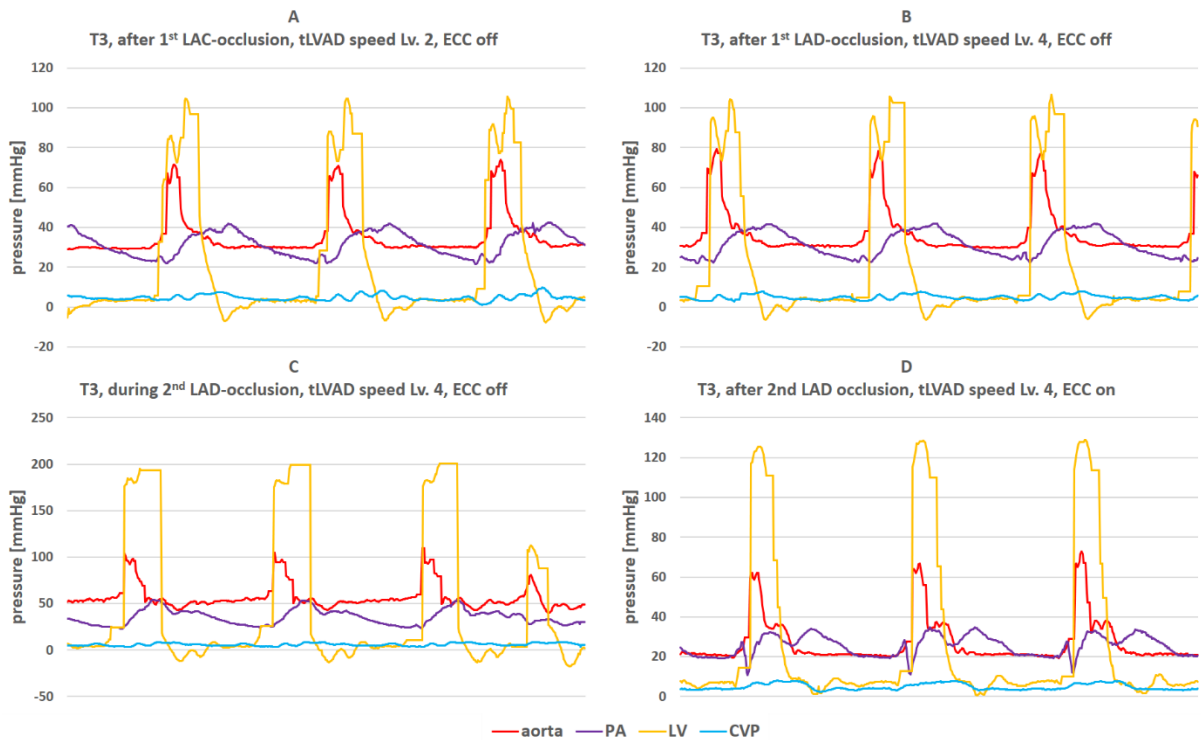 A
T3, after 1st LAC-occlusion, tLVAD speed Lv. 2, ECC off
pressure [mmHg]
120
100
80
60
40
20
0
-20
B
T3, after 1st LAD-occlusion, tLVAD speed Lv. 4, ECC off
pressure [mmHg]
120
100
80
60
40
20
0
-20
C
T3, during 2nd LAD-occlusion, tLVAD speed Lv. 4, ECC off
pressure [mmHg]
250
200
150
100
50
0
-50
D
T3, after 2nd LAD occlusion, tLVAD speed Lv. 4, ECC on
pressure [mmHg]
140
120
100
80
60
40
20
0
aorta PA LV CVP